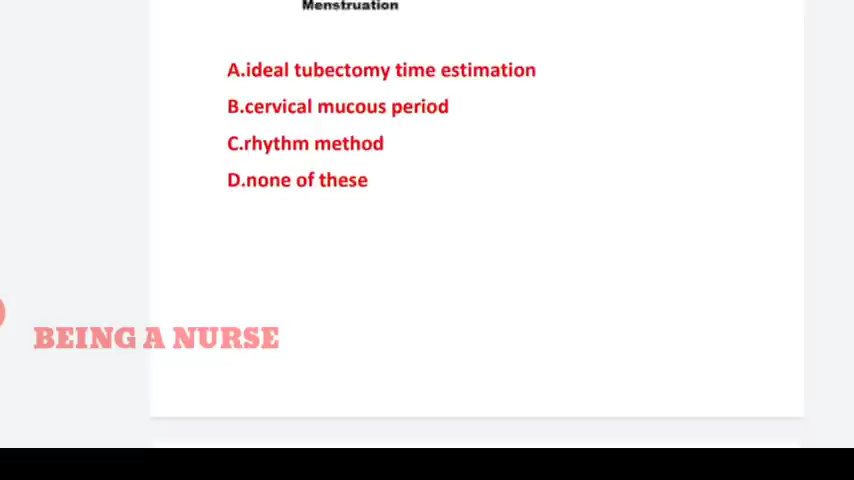 Menstruation
A.ideal tubectomy time estimation
B.cervical mucous period
C.rhythm method
D.none of these
BEING A NURSE